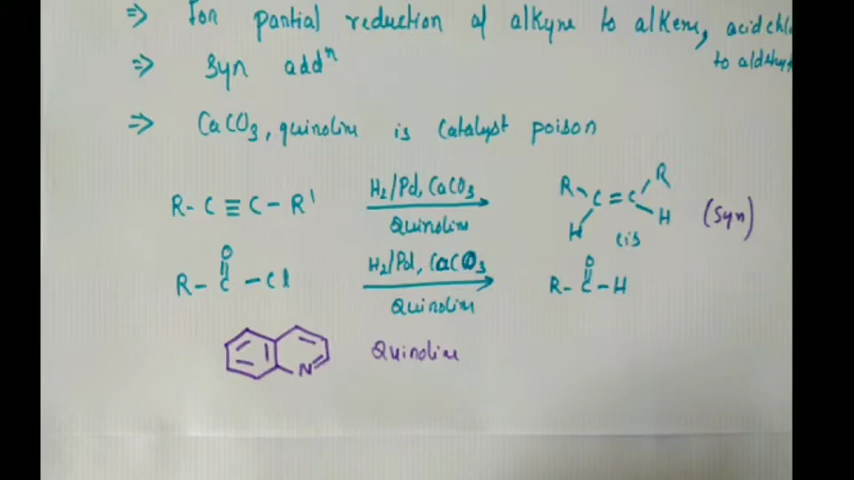 ⇒ For partial reduction of alkyne to alkene, acid chl
to aldehy
⇒ Syn addⁿ
⇒ CaCO₃, quinoline is catalyst poison
R- C ≡ C - R' H₂/Pd, CaCO₃ Quinoline R C = C R H H cis (Syn)
R- C - Cl O H₂/Pd, CaCO₃ Quinoline R- C - H O
N Quinoline